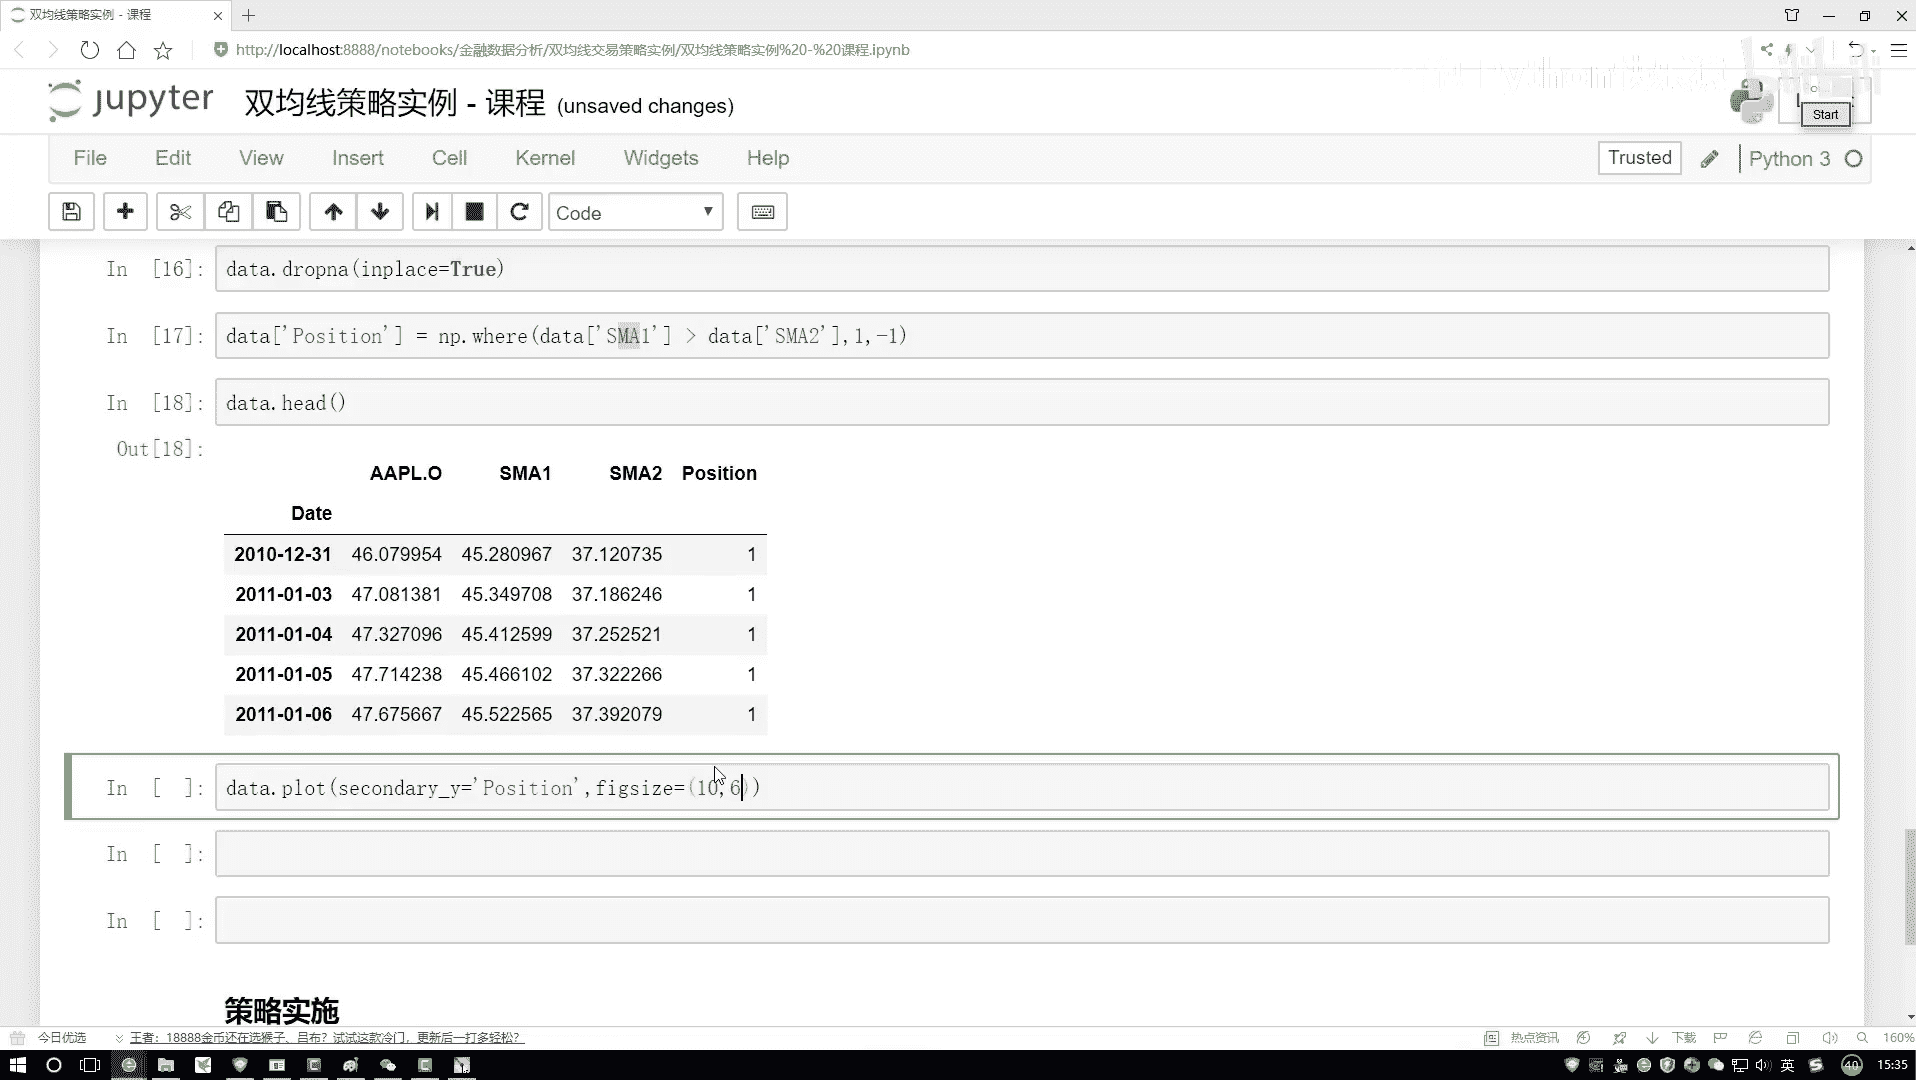 双均线策略实例 - 课程
http://localhost:8888/notebooks/金融数据分析/双均线交易策略实例/双均线策略实例%20-%20课程.ipynb
jupyter 双均线策略实例 - 课程 (unsaved changes)
Start
File Edit View Insert Cell Kernel Widgets Help
Trusted Python 3
Code
In [16]: data.dropna(inplace=True)
In [17]: data['Position'] = np.where(data['SMA1'] > data['SMA2'],1,-1)
In [18]: data.head()
Out[18]:
AAPL.O SMA1 SMA2 Position
Date
2010-12-31 46.079954 45.280967 37.120735 1
2011-01-03 47.081381 45.349708 37.186246 1
2011-01-04 47.327096 45.412599 37.252521 1
2011-01-05 47.714238 45.466102 37.322266 1
2011-01-06 47.675667 45.522565 37.392079 1
In [ ]: data.plot(secondary_y='Position',figsize=(10,6))
In [ ]:
In [ ]:
策略实施
今日优选 王者：18888金币还在选猴子、吕布？试试这款冷门，更新后一打多轻松？ 热点资讯 下载 160%
英 40 15:35